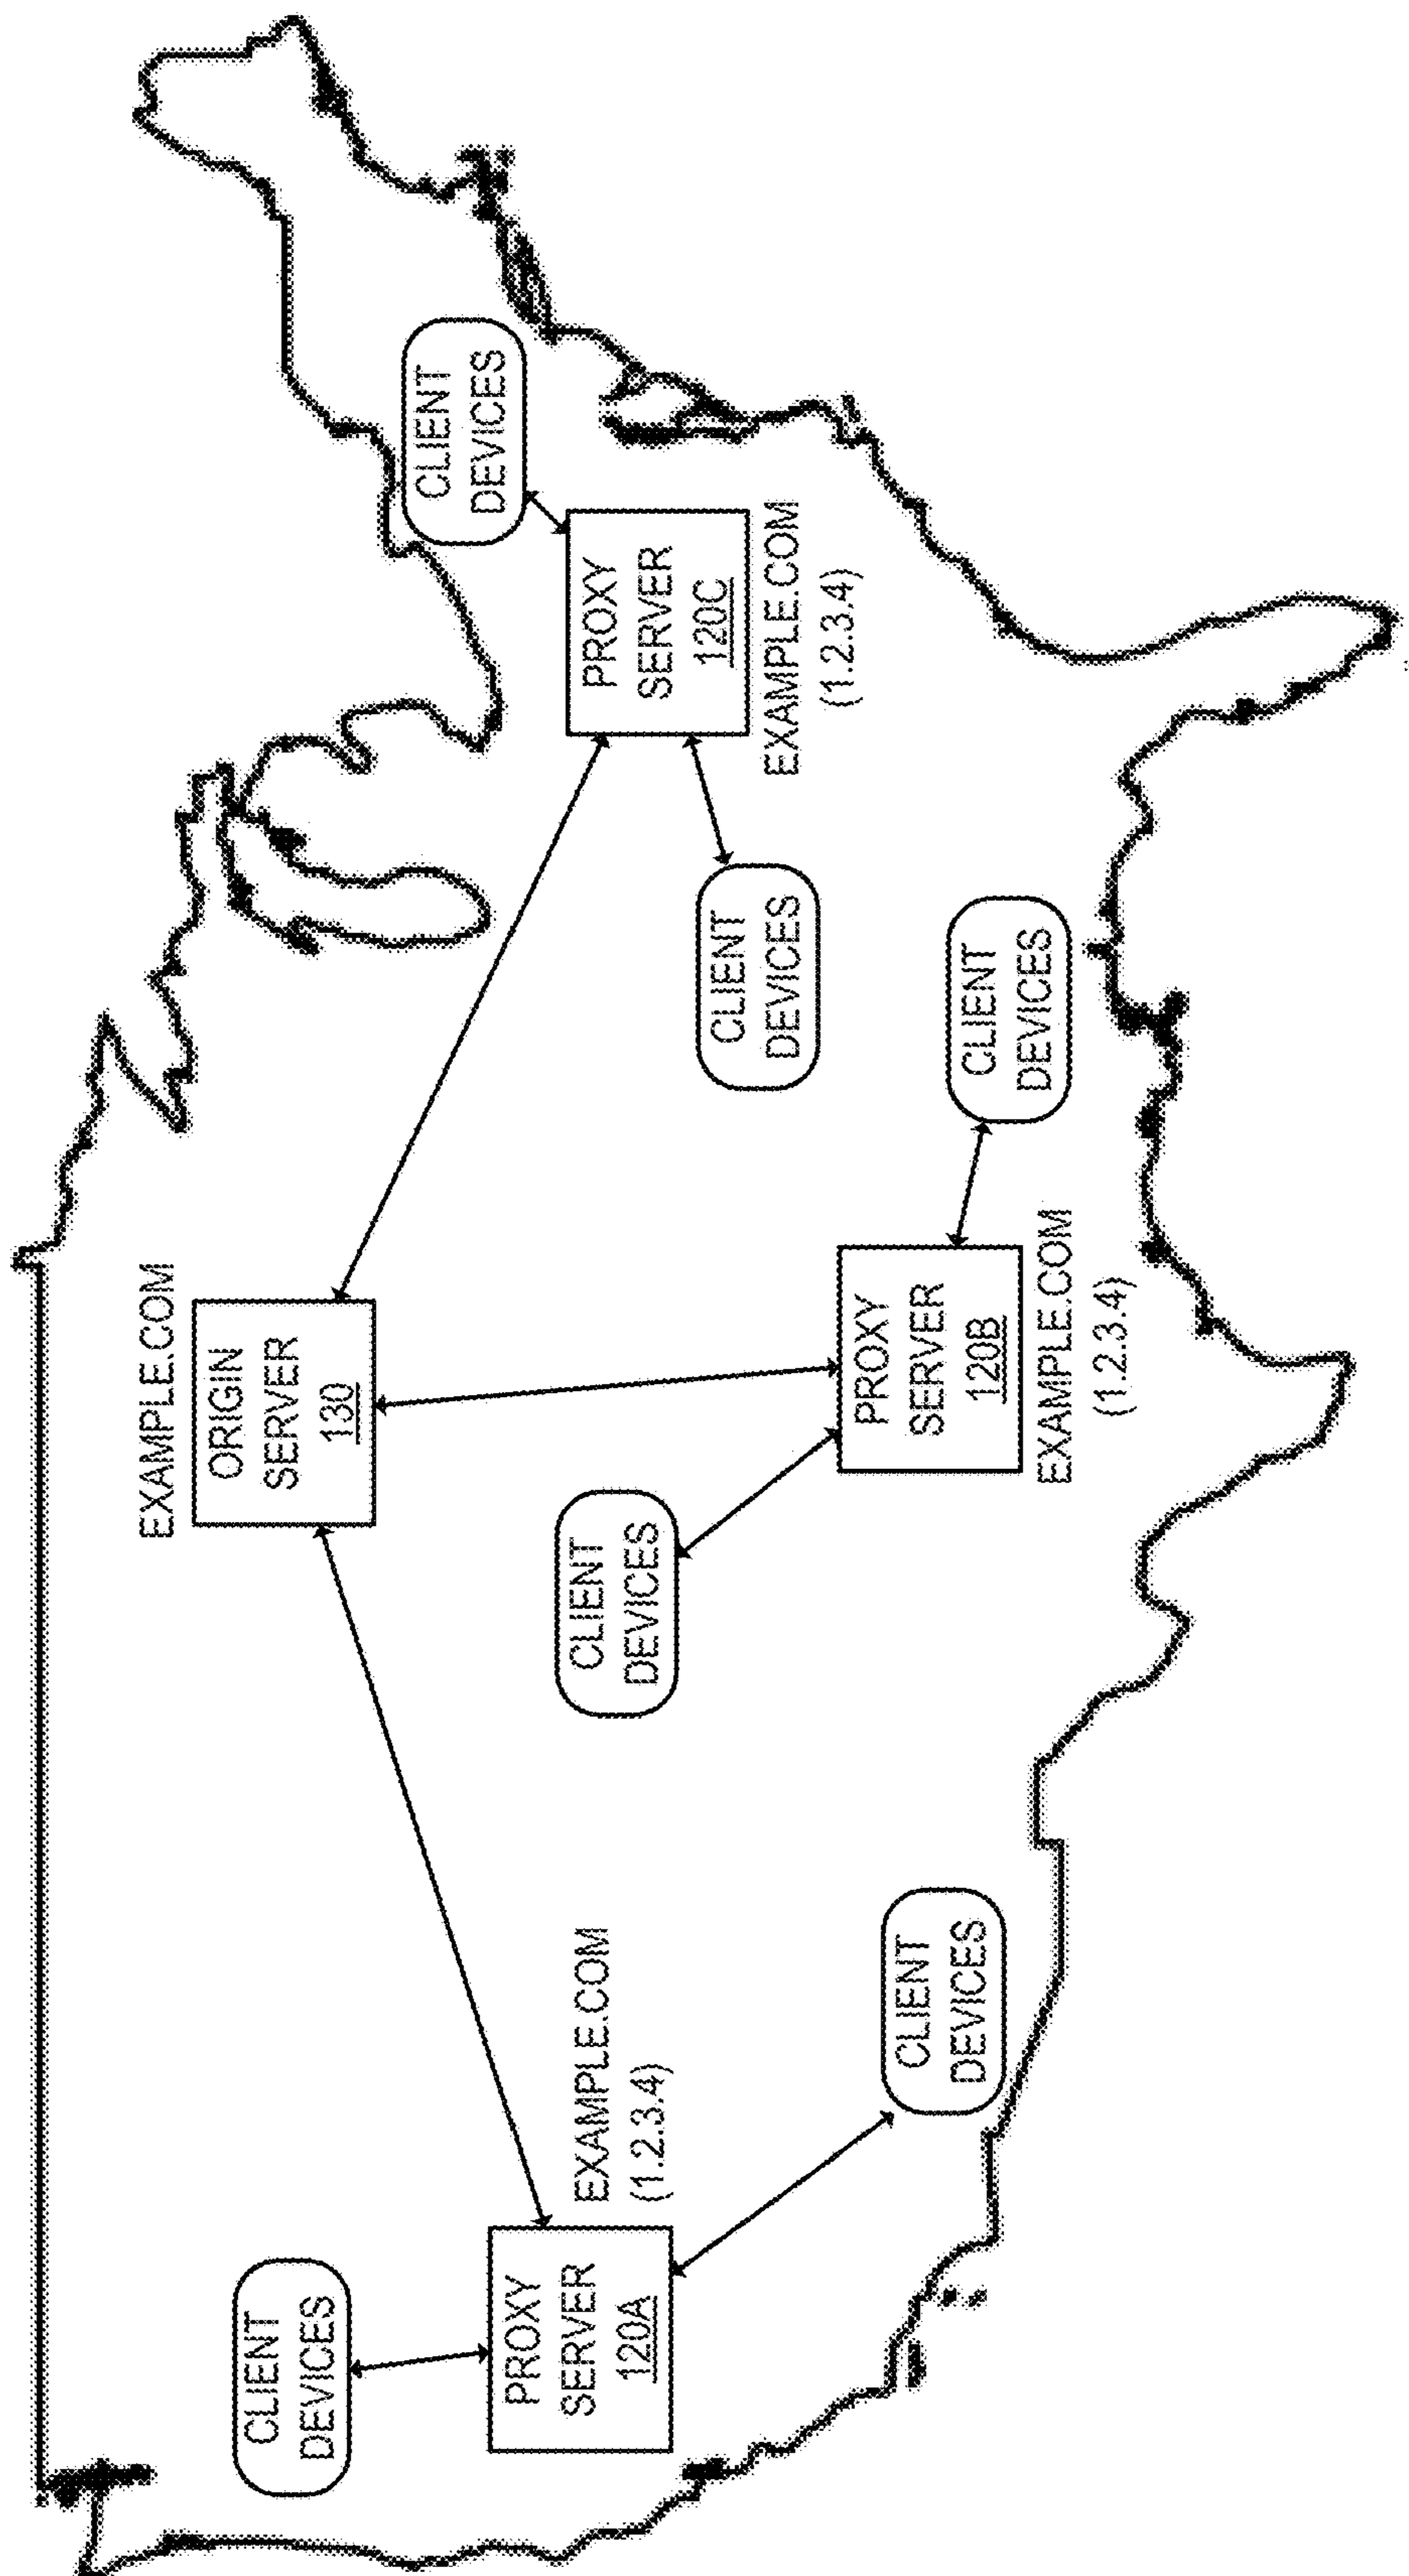 EXAMPLE.COM
ORIGIN
SERVER
130
CLIENT
DEVICES
PROXY
SERVER
120A
EXAMPLE.COM
(1.2.3.4)
CLIENT
DEVICES
CLIENT
DEVICES
PROXY
SERVER
120B
EXAMPLE.COM
(1.2.3.4)
CLIENT
DEVICES
CLIENT
DEVICES
PROXY
SERVER
120C
EXAMPLE.COM
(1.2.3.4)
CLIENT
DEVICES